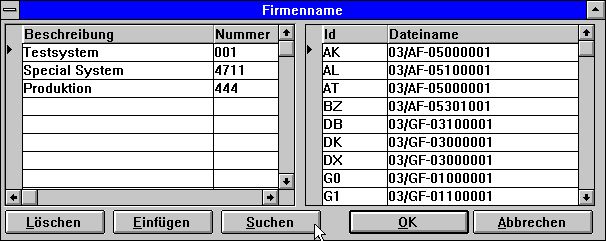 Firmenname
Beschreibung Nummer
Testsystem 001
Special System 4711
Produktion 444
Id Dateiname
AK 03/AF-05000001
AL 03/AF-05100001
AT 03/AF-05000001
BZ 03/AF-05301001
DB 03/GF-03100001
DK 03/GF-03000001
DX 03/GF-03000001
G0 03/GF-01000001
G1 03/GF-01100001
Löschen Einfügen Suchen OK Abbrechen